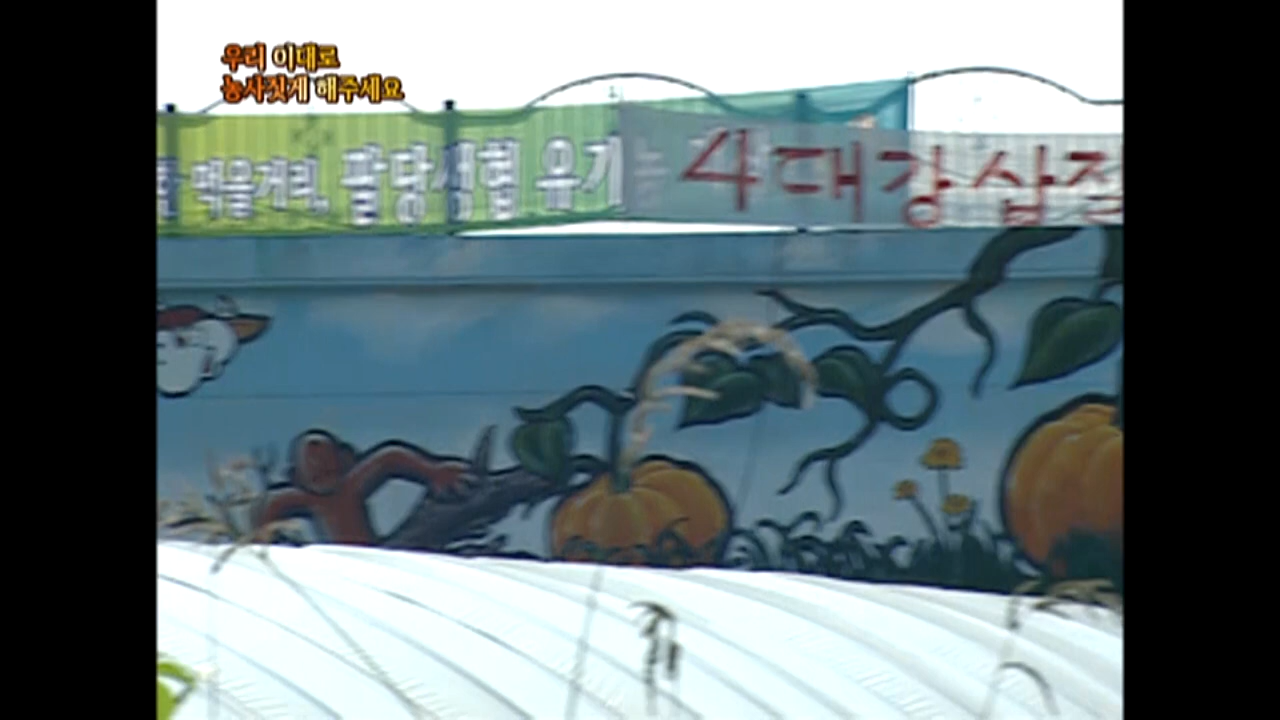 우리 이대로
농사짓게 해주세요
먹을거리, 팔당생협 유기농
4대강 삽질